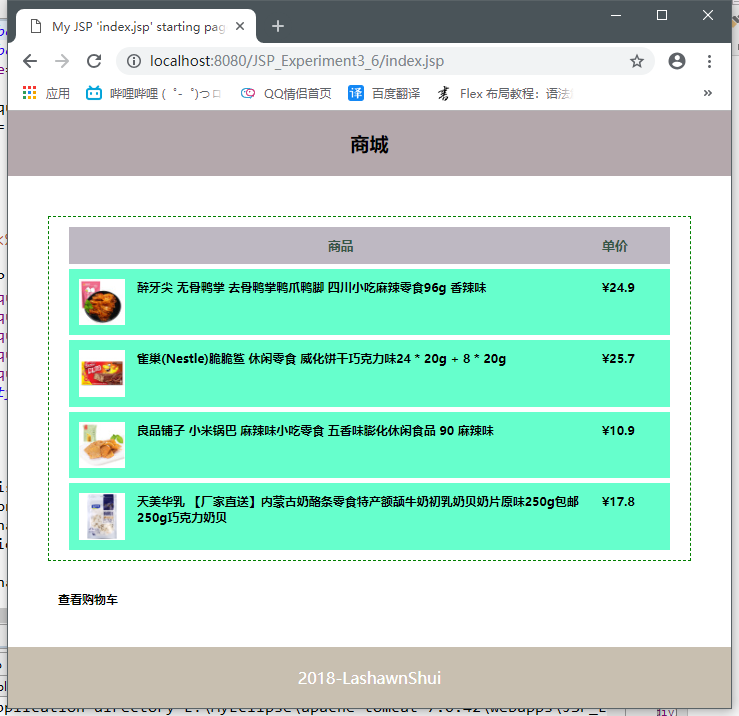 My JSP 'index.jsp' starting pag
localhost:8080/JSP_Experiment3_6/index.jsp
应用
哔哩哔哩 ( ゜- ゜)つロ
QQ情侣首页
译 百度翻译
书 Flex 布局教程：语法
»
商城
商品 单价
醉牙尖 无骨鸭掌 去骨鸭掌鸭爪鸭脚 四川小吃麻辣零食96g 香辣味 ¥24.9
雀巢(Nestle)脆脆鲨 休闲零食 威化饼干巧克力味24 * 20g + 8 * 20g ¥25.7
良品铺子 小米锅巴 麻辣味小吃零食 五香味膨化休闲食品 90 麻辣味 ¥10.9
天美华乳 【厂家直送】内蒙古奶酪条零食特产额颉牛奶初乳奶贝奶片原味250g包邮 ¥17.8
250g巧克力奶贝
查看购物车
2018-LashawnShui